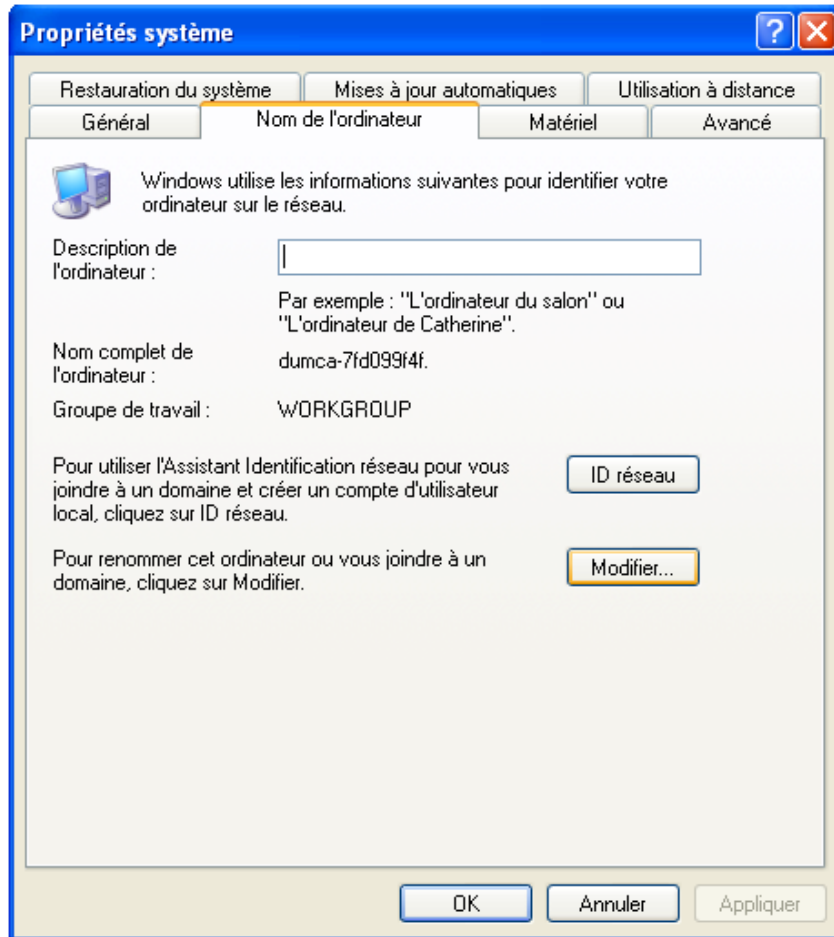 Propriétés système
Restauration du système Mises à jour automatiques Utilisation à distance
Général Nom de l'ordinateur Matériel Avancé
Windows utilise les informations suivantes pour identifier votre
ordinateur sur le réseau.
Description de
l'ordinateur :
Par exemple : "L'ordinateur du salon" ou
"L'ordinateur de Catherine".
Nom complet de
l'ordinateur :
dumca-7fd099f4f.
Groupe de travail : WORKGROUP
Pour utiliser l'Assistant Identification réseau pour vous
joindre à un domaine et créer un compte d'utilisateur
local, cliquez sur ID réseau.
ID réseau
Pour renommer cet ordinateur ou vous joindre à un
domaine, cliquez sur Modifier.
Modifier...
OK Annuler Appliquer